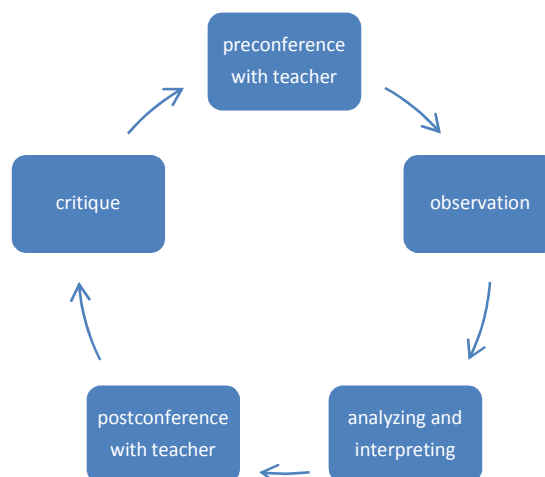 preconference
with teacher
observation
analyzing and
interpreting
postconference
with teacher
critique